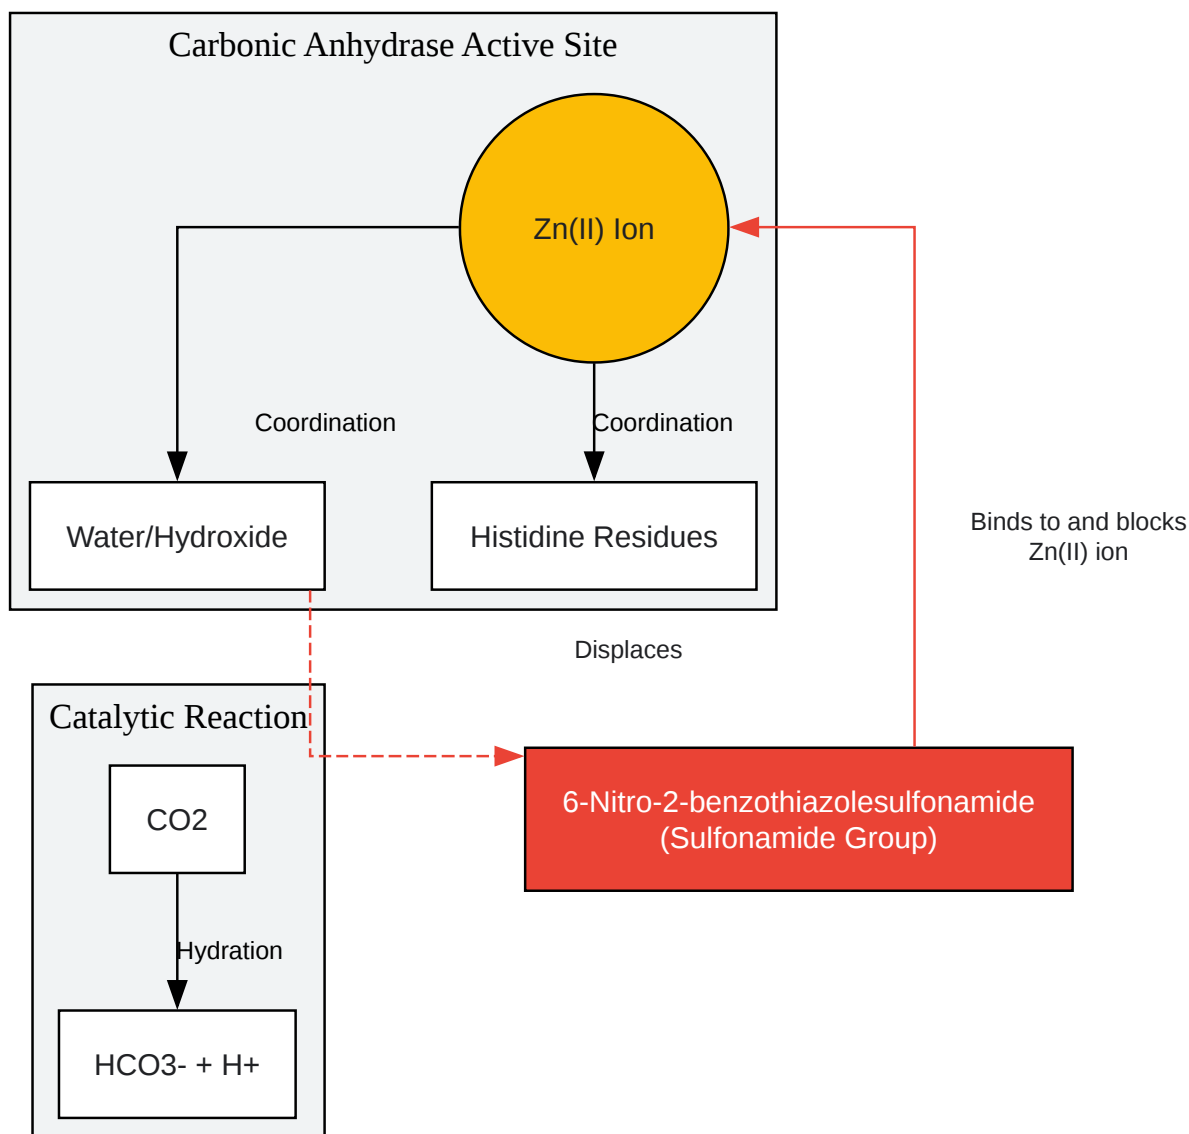 Carbonic Anhydrase Active Site
Zn(II) Ion
Coordination
Coordination
Water/Hydroxide
Histidine Residues
Binds to and blocks
Zn(II) ion
Displaces
Catalytic Reaction
CO2
6-Nitro-2-benzothiazolesulfonamide
(Sulfonamide Group)
Hydration
HCO3- + H+